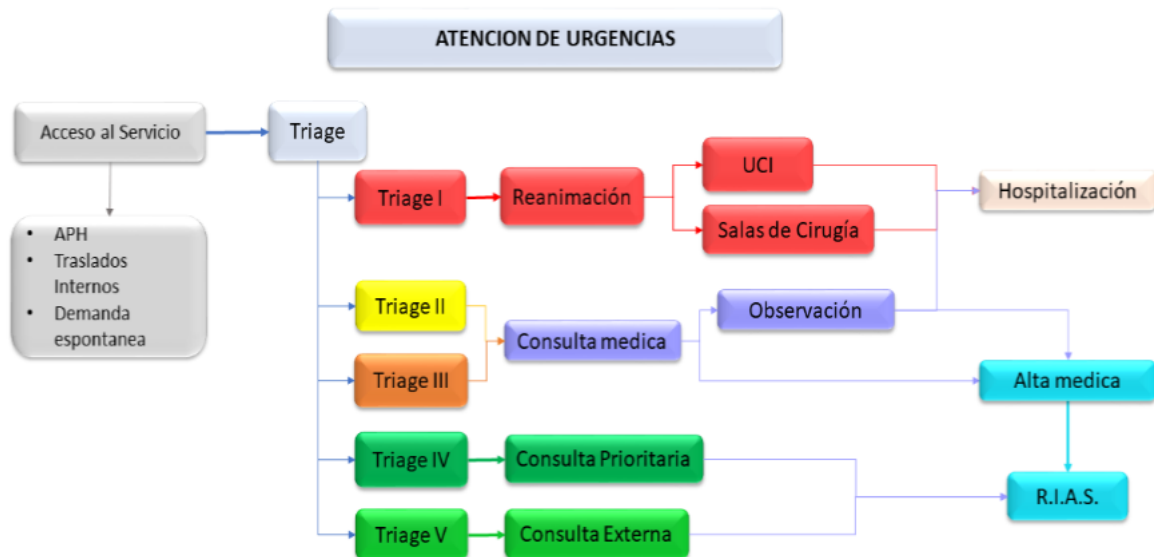 ATENCION DE URGENCIAS
Acceso al Servicio
Triage
• APH
• Traslados
Internos
• Demanda
espontanea
Triage I
Reanimación
UCI
Salas de Cirugía
Hospitalización
Triage II
Triage III
Consulta medica
Observación
Alta medica
Triage IV
Consulta Prioritaria
R.I.A.S.
Triage V
Consulta Externa